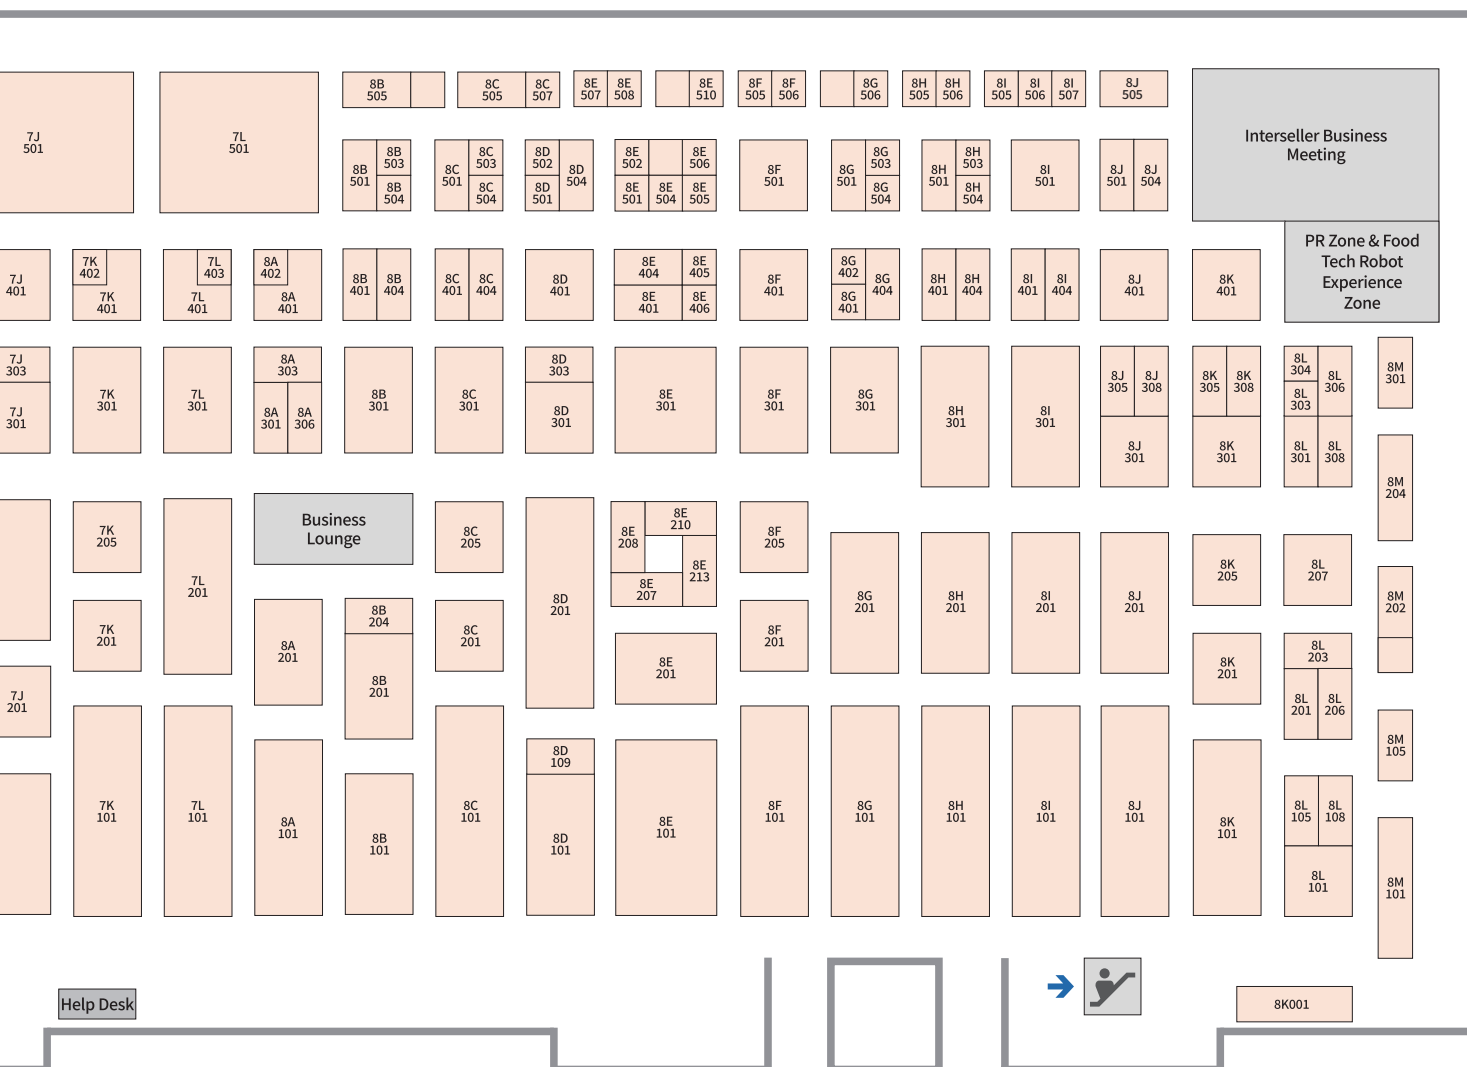 8B
505
8C
505
8C
507
8E
507
8E
508
8E
510
8F
505
8F
506
8G
506
8H
505
8H
506
8I
505
8I
506
8I
507
8J
505
Interseller Business
Meeting
7J
501
7L
501
8B
501
8B
503
8B
504
8C
501
8C
503
8C
504
8D
502
8D
501
8D
504
8E
502
8E
506
8E
501
8E
504
8E
505
8F
501
8G
501
8G
503
8G
504
8H
501
8H
503
8H
504
8I
501
8J
501
8J
504
PR Zone & Food
Tech Robot
Experience
Zone
7J
401
7K
402
7K
401
7L
403
7L
401
8A
402
8A
401
8B
401
8B
404
8C
401
8C
404
8D
401
8E
404
8E
405
8E
401
8E
406
8F
401
8G
402
8G
401
8G
404
8H
401
8H
404
8I
401
8I
404
8J
401
8K
401
7J
303
7J
301
7K
301
7L
301
8A
303
8A
301
8A
306
8B
301
8C
301
8D
303
8D
301
8E
301
8F
301
8G
301
8H
301
8I
301
8J
305
8J
308
8J
301
8K
305
8K
308
8K
301
8L
304
8L
303
8L
306
8L
301
8L
308
8M
301
8M
204
7K
205
7L
201
Business
Lounge
8C
205
8D
201
8E
208
8E
210
8E
213
8E
207
8F
205
8G
201
8H
201
8I
201
8J
201
8K
205
8L
207
8M
202
7K
201
8A
201
8B
204
8B
201
8C
201
8E
201
8F
201
8K
201
8L
203
8L
201
8L
206
7J
201
8M
105
7K
101
7L
101
8A
101
8B
101
8C
101
8D
109
8D
101
8E
101
8F
101
8G
101
8H
101
8I
101
8J
101
8K
101
8L
105
8L
108
8L
101
8M
101
Help Desk
8K001